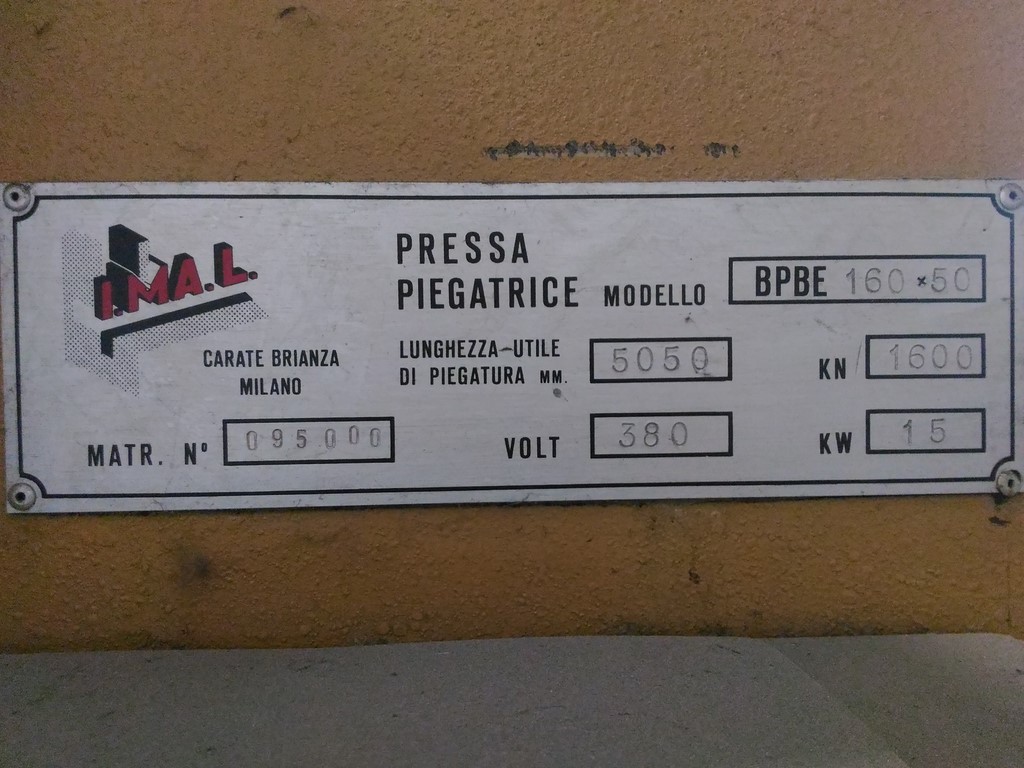 I.MA.L.
CARATE BRIANZA
MILANO
PRESSA
PIEGATRICE MODELLO BPBE 160×50
LUNGHEZZA UTILE
DI PIEGATURA MM. 5050 KN 1600
MATR. Nº 095000 VOLT 380 KW 15